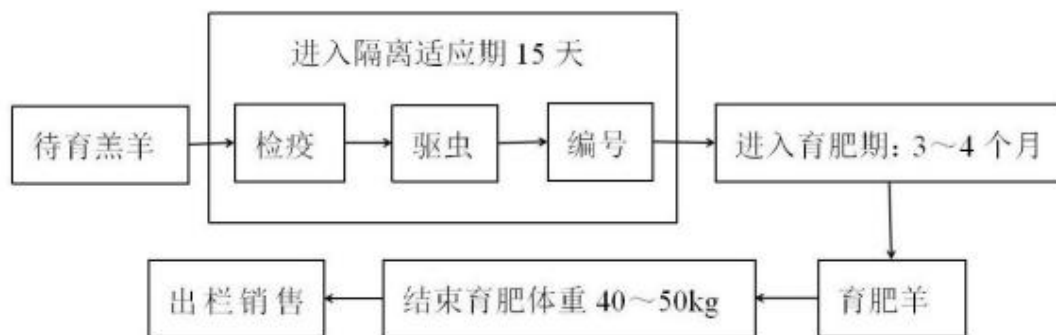 进入隔离适应期 15 天
待育羔羊
检疫
驱虫
编号
进入育肥期：3～4 个月
出栏销售
结束育肥体重 40～50kg
育肥羊